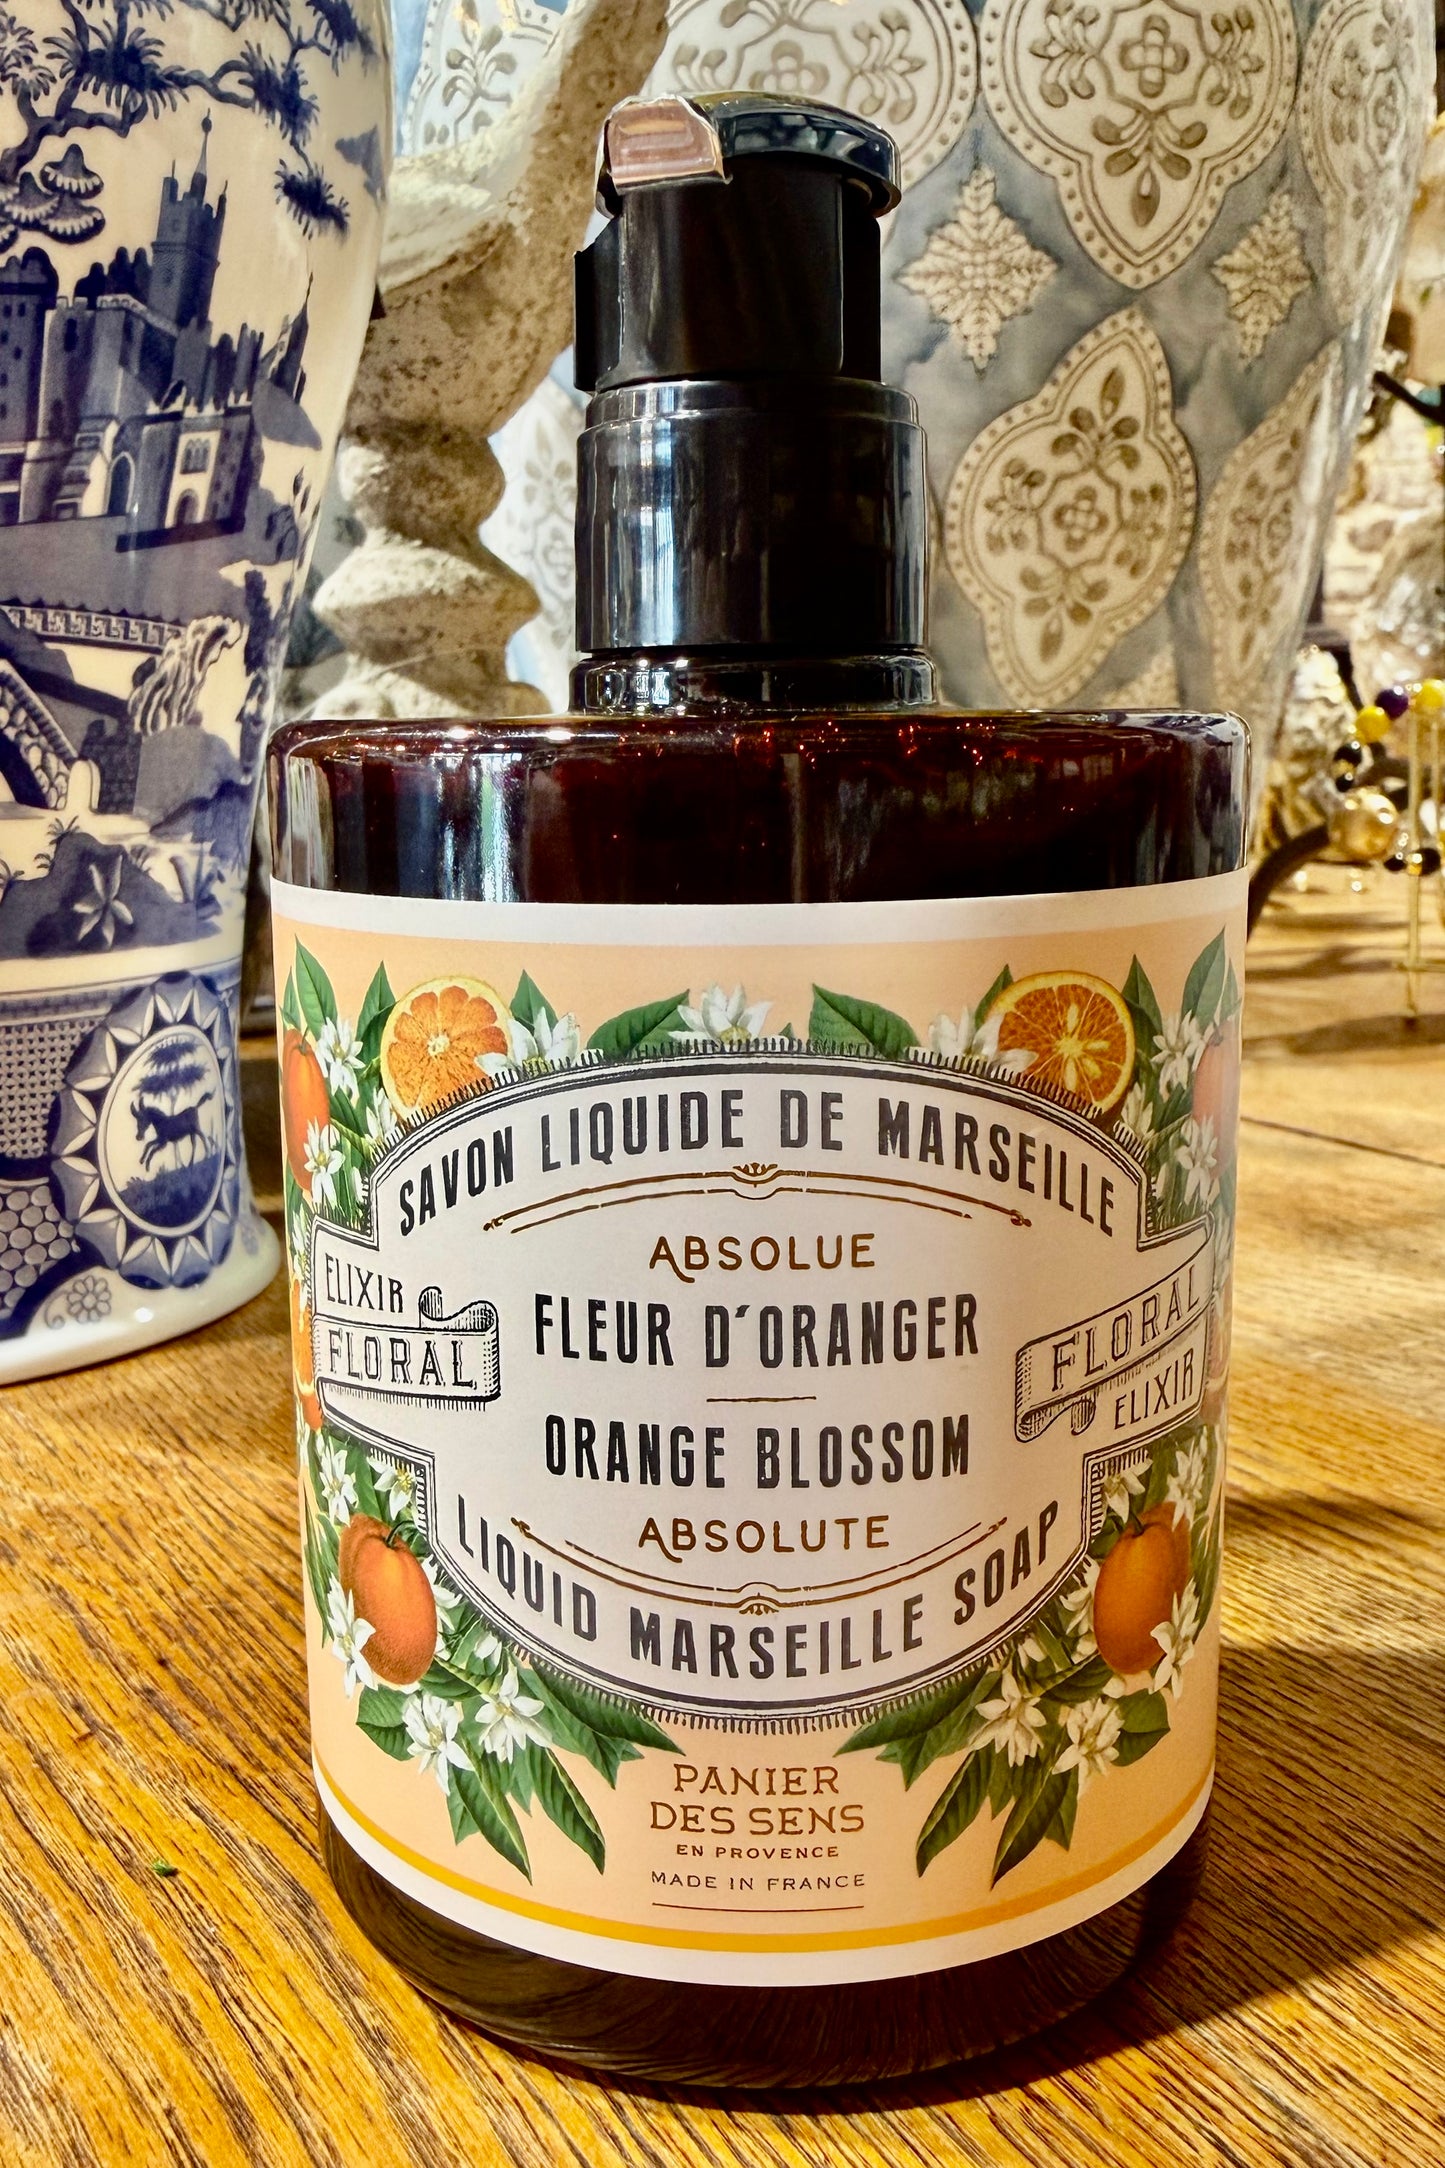 SAVON LIQUIDE DE MARSEILLE
ABSOLUE
ELIXIR
FLORAL
FLEUR D'ORANGER
FLORAL
ELIXIR
ORANGE BLOSSOM
ABSOLUTE
LIQUID MARSEILLE SOAP
PANIER
DES SENS
EN PROVENCE
MADE IN FRANCE